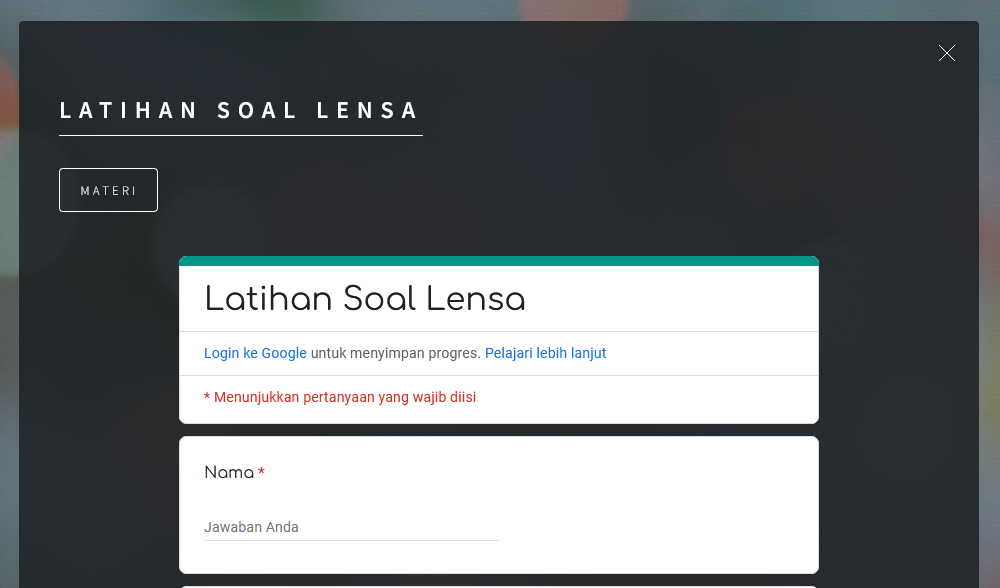 LATIHAN SOAL LENSA
MATERI
Latihan Soal Lensa
Login ke Google untuk menyimpan progres. Pelajari lebih lanjut
* Menunjukkan pertanyaan yang wajib diisi
Nama *
Jawaban Anda